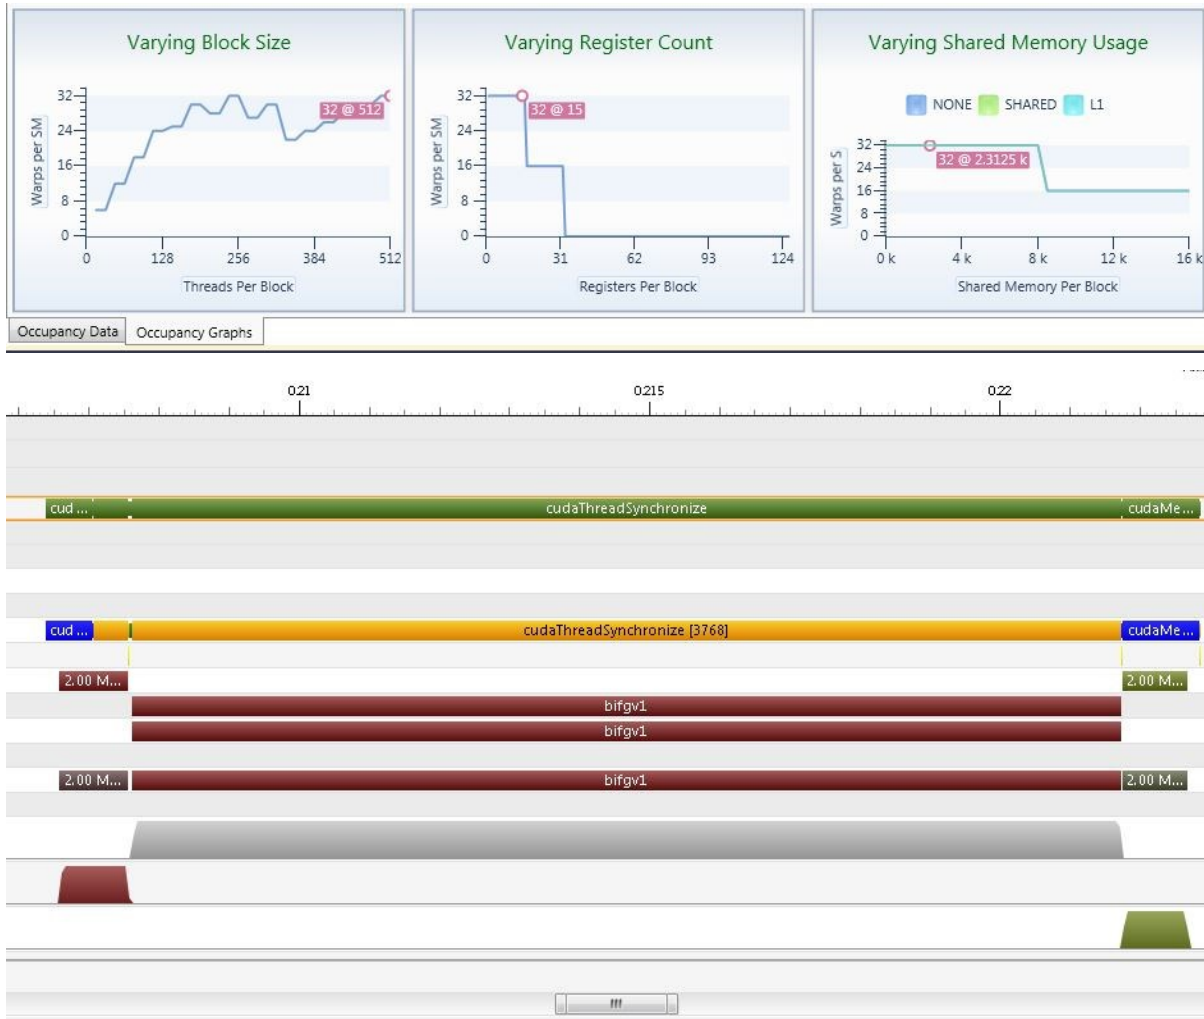 Varying Block Size
32
24
16
8
0
Warps per SM
32 @ 512
0 128 256 384 512
Threads Per Block
Varying Register Count
32
24
16
8
0
Warps per SM
32 @ 15
0 31 62 93 124
Registers Per Block
Varying Shared Memory Usage
NONE SHARED L1
32
24
16
8
0
Warps per S
32 @ 2.3125 k
0 k 4 k 8 k 12 k 16 k
Shared Memory Per Block
Occupancy Data Occupancy Graphs
0.21 0.215 0.22
cud ... cudaThreadSynchronize cudaMe...
cud ... cudaThreadSynchronize [3768] cudaMe...
2.00 M... 2.00 M...
bifgv1
bifgv1
2.00 M... bifgv1 2.00 M...